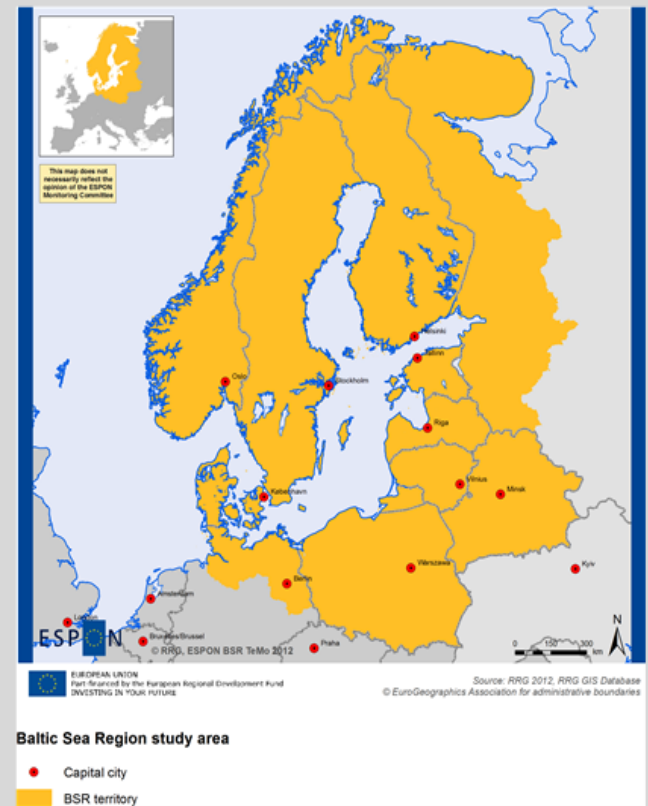 This map does not
necessarily reflect the
opinion of the ESPON
Monitoring Committee
Helsinki
Tallinn
Oslo
Stockholm
Riga
København
Vilnius
Minsk
Warszawa
Kyiv
Berlin
Amsterdam
London
Bruxelles/Brussel
Praha
ESPON
© RRG, ESPON BSR TeMo 2012
N
0 150 300
km
EUROPEAN UNION
Part-financed by the European Regional Development Fund
INVESTING IN YOUR FUTURE
Source: RRG 2012, RRG GIS Database
© EuroGeographics Association for administrative boundaries
Baltic Sea Region study area
Capital city
BSR territory